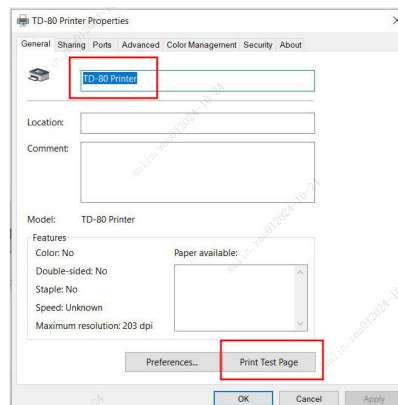 TD-80 Printer Properties
General Sharing Ports Advanced Color Management Security About
TD-80 Printer
Location:
Comment:
Model: TD-80 Printer
Features
Color: No Paper available:
Double-sided: No
Staple: No
Speed: Unknown
Maximum resolution: 203 dpi
Preferences... Print Test Page
OK Cancel Apply